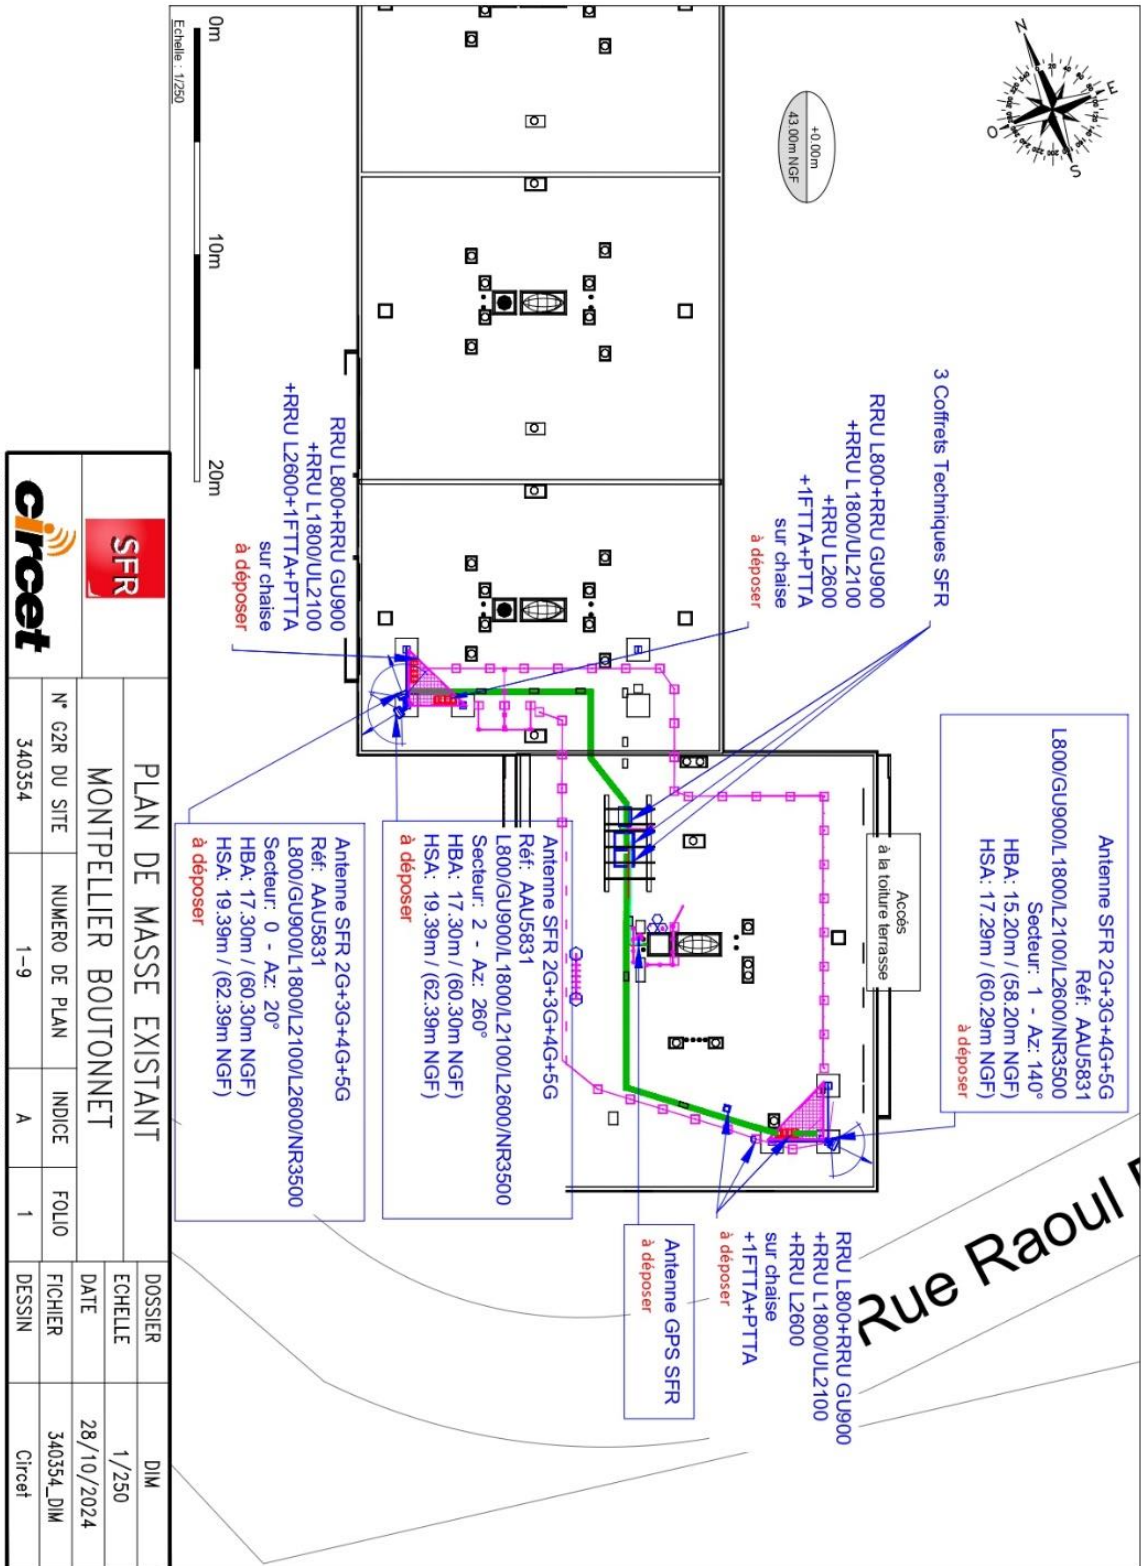 N
E
S
O
+0.00m
43.00m NGF
3 Coffrets Techniques SFR
RRU L800+RRU GU900
+RRU L1800/UL2100
+RRU L2600
+1FTTA+PTTA
sur chaise
à déposer
RRU L800+RRU GU900
+RRU L1800/UL2100
+RRU L2600+1FTTA+PTTA
sur chaise
à déposer
Antenne SFR 2G+3G+4G+5G
Réf: AAU5831
L800/GU900/L1800/L2100/L2600/NR3500
Secteur: 1 - Az: 140°
HBA: 15.20m / (58.20m NGF)
HSA: 17.29m / (60.29m NGF)
à déposer
Accès
à la toiture terrasse
Antenne SFR 2G+3G+4G+5G
Réf: AAU5831
L800/GU900/L1800/L2100/L2600/NR3500
Secteur: 2 - Az: 260°
HBA: 17.30m / (60.30m NGF)
HSA: 19.39m / (62.39m NGF)
à déposer
Antenne SFR 2G+3G+4G+5G
Réf: AAU5831
L800/GU900/L1800/L2100/L2600/NR3500
Secteur: 0 - Az: 20°
HBA: 17.30m / (60.30m NGF)
HSA: 19.39m / (62.39m NGF)
à déposer
Rue Raoul
RRU L800+RRU GU900
+RRU L1800/UL2100
+RRU L2600
sur chaise
+1FTTA+PTTA
à déposer
Antenne GPS SFR
à déposer
0m
10m
20m
Echelle : 1/250
SFR
circet
PLAN DE MASSE EXISTANT
MONTPELLIER BOUTONNET
N° G2R DU SITE
NUMERO DE PLAN
INDICE
FOLIO
340354
1-9
A
1
DOSSIER
DIM
ECHELLE
1/250
DATE
28/10/2024
FICHIER
340354_DIM
DESSIN
Circet